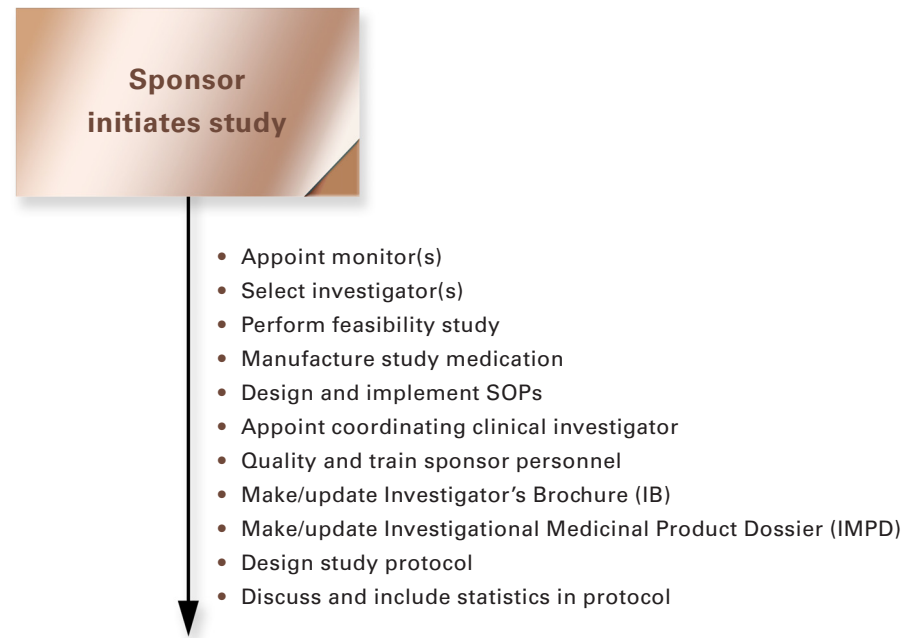 Sponsor
initiates study
• Appoint monitor(s)
• Select investigator(s)
• Perform feasibility study
• Manufacture study medication
• Design and implement SOPs
• Appoint coordinating clinical investigator
• Quality and train sponsor personnel
• Make/update Investigator’s Brochure (IB)
• Make/update Investigational Medicinal Product Dossier (IMPD)
• Design study protocol
• Discuss and include statistics in protocol